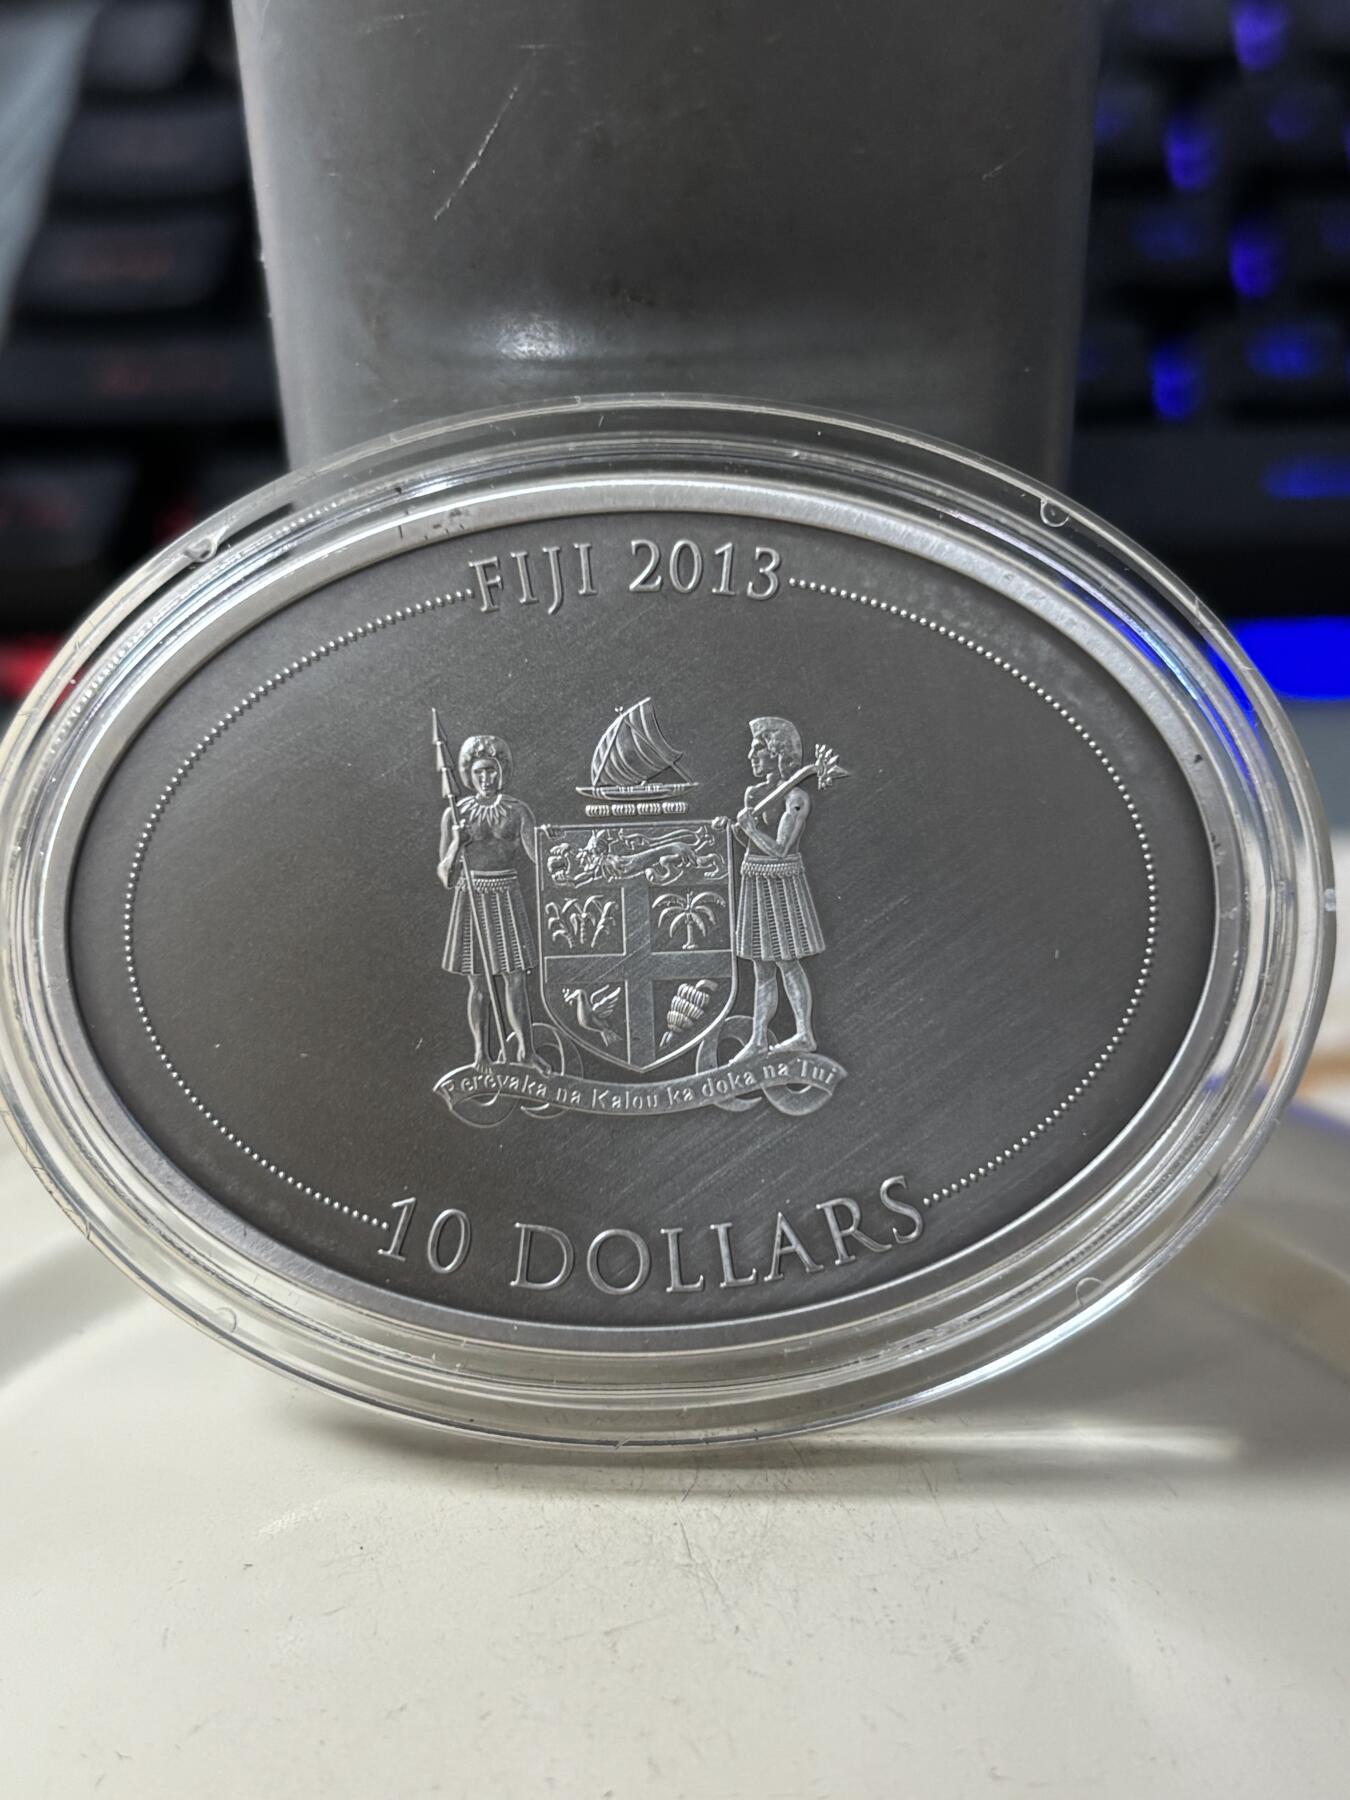 FIJI 2013
Rerevaka na Kalou ka doka na Tui
10 DOLLARS